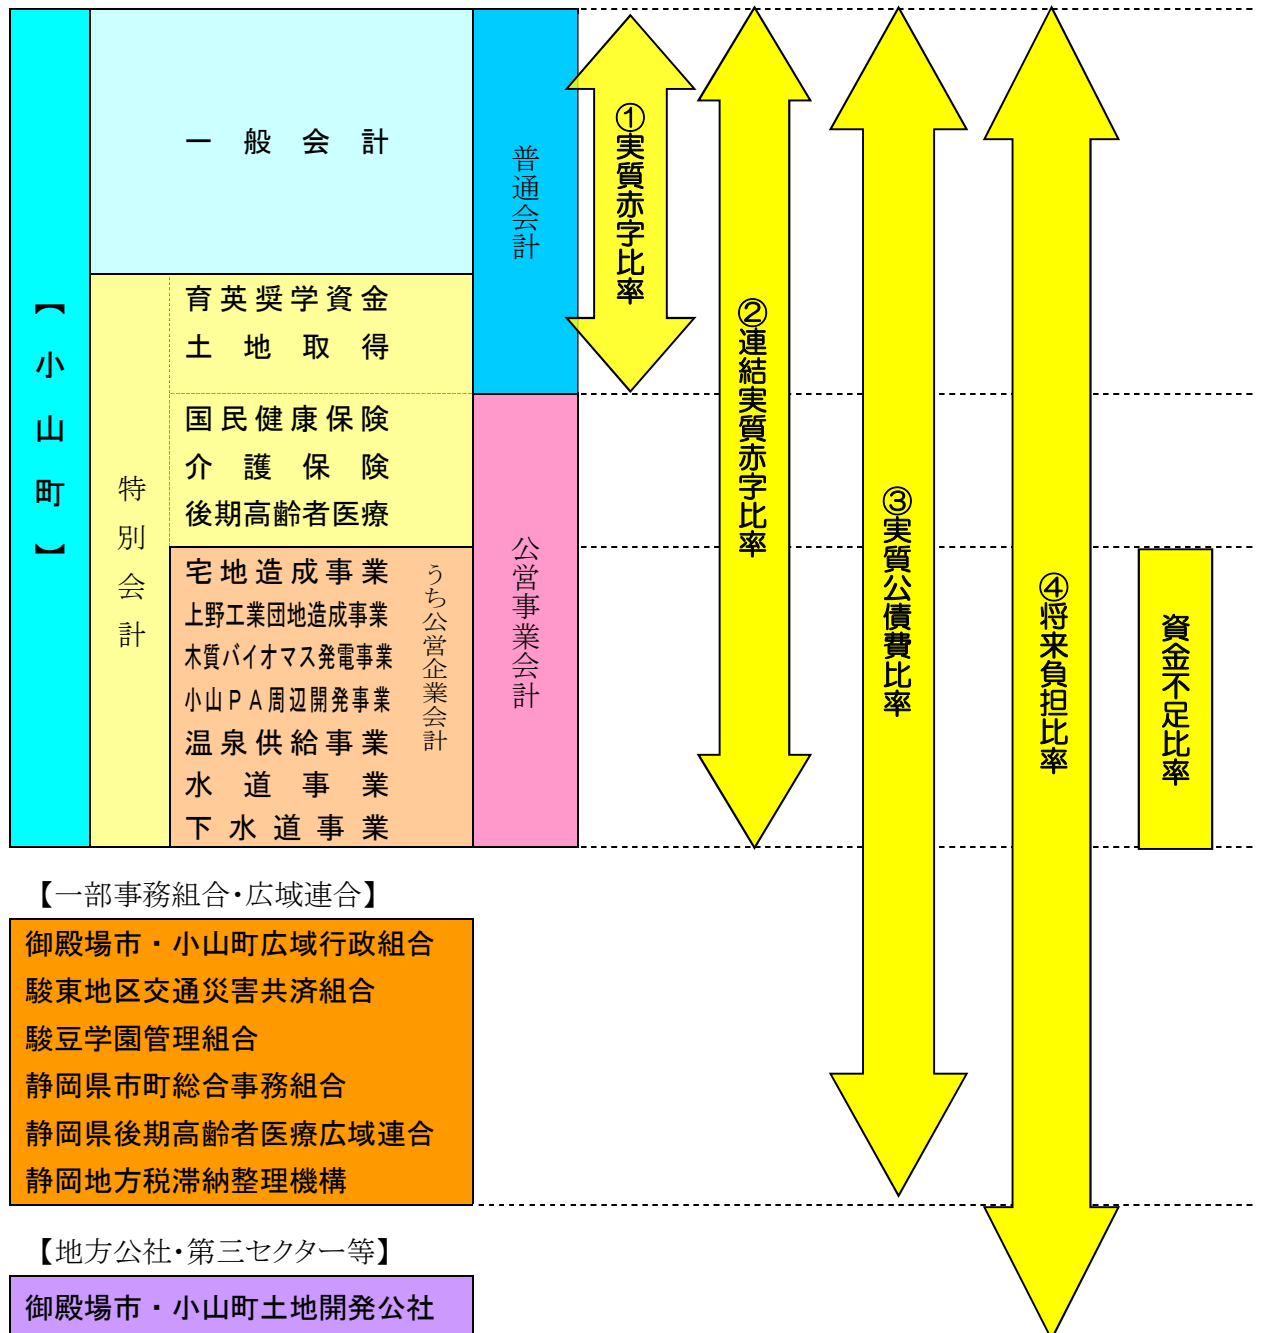 【小山町】
一般会計
普通会計
特別会計
育英奨学資金
土地取得
国民健康保険
介護保険
後期高齢者医療
公営事業会計
うち公営企業会計
宅地造成事業
上野工業団地造成事業
木質バイオマス発電事業
小山PA周辺開発事業
温泉供給事業
水道事業
下水道事業
①実質赤字比率
②連結実質赤字比率
③実質公債費比率
④将来負担比率
資金不足比率
【一部事務組合・広域連合】
御殿場市・小山町広域行政組合
駿東地区交通災害共済組合
駿豆学園管理組合
静岡県市町総合事務組合
静岡県後期高齢者医療広域連合
静岡地方税滞納整理機構
【地方公社・第三セクター等】
御殿場市・小山町土地開発公社